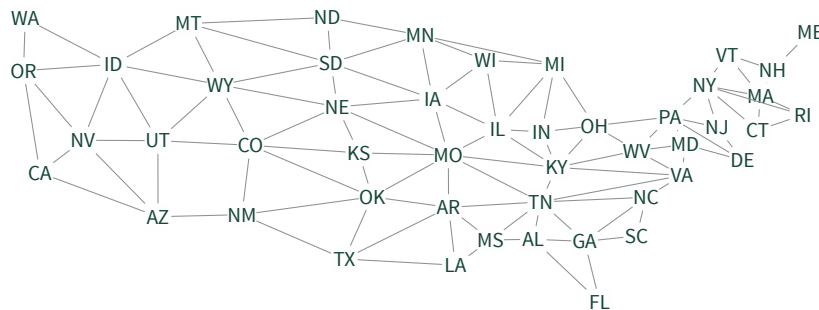 WA
MT
ND
MN
ME
OR
ID
SD
WI
MI
VT
NH
WY
NE
IA
NY
MA
RI
NV
UT
CO
KS
MO
IL
IN
OH
PA
NJ
CT
CA
KY
WV
MD
DE
VA
AZ
NM
OK
AR
TN
NC
TX
LA
MS
AL
GA
SC
FL